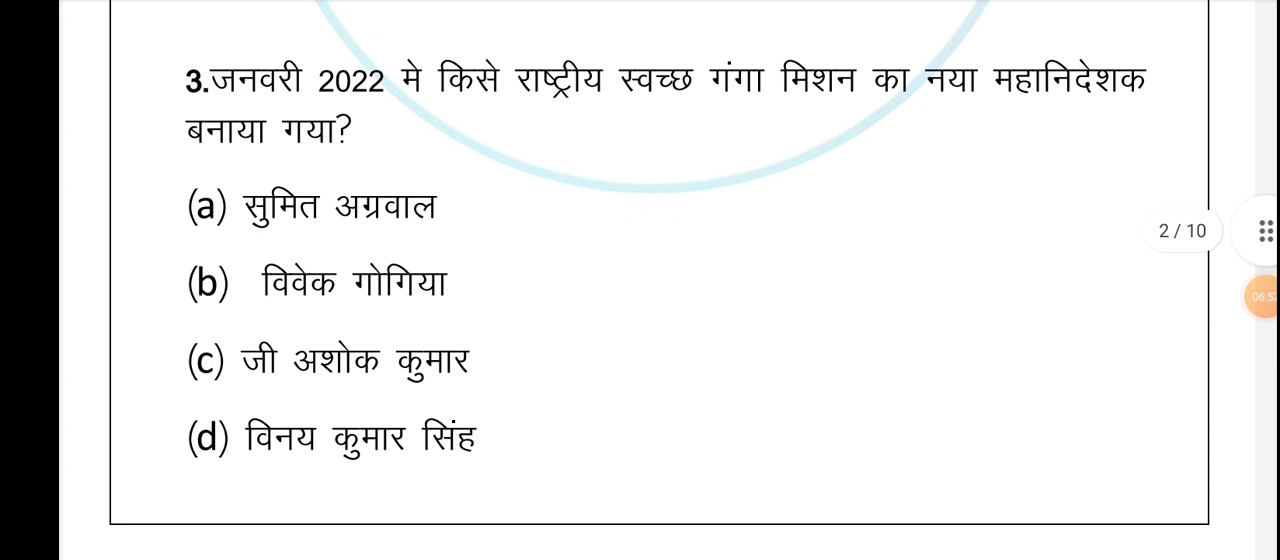 3.जनवरी 2022 मे किसे राष्ट्रीय स्वच्छ गंगा मिशन का नया महानिदेशक
बनाया गया?
(a) सुमित अग्रवाल
2 / 10
(b) विवेक गोगिया
(c) जी अशोक कुमार
(d) विनय कुमार सिंह